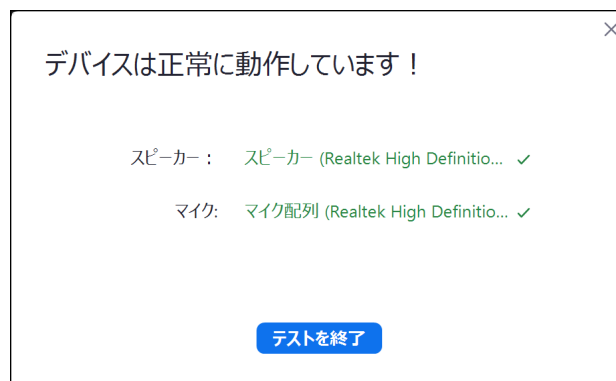 デバイスは正常に動作しています！
スピーカー： スピーカー (Realtek High Definitio...
マイク: マイク配列 (Realtek High Definitio...
テストを終了